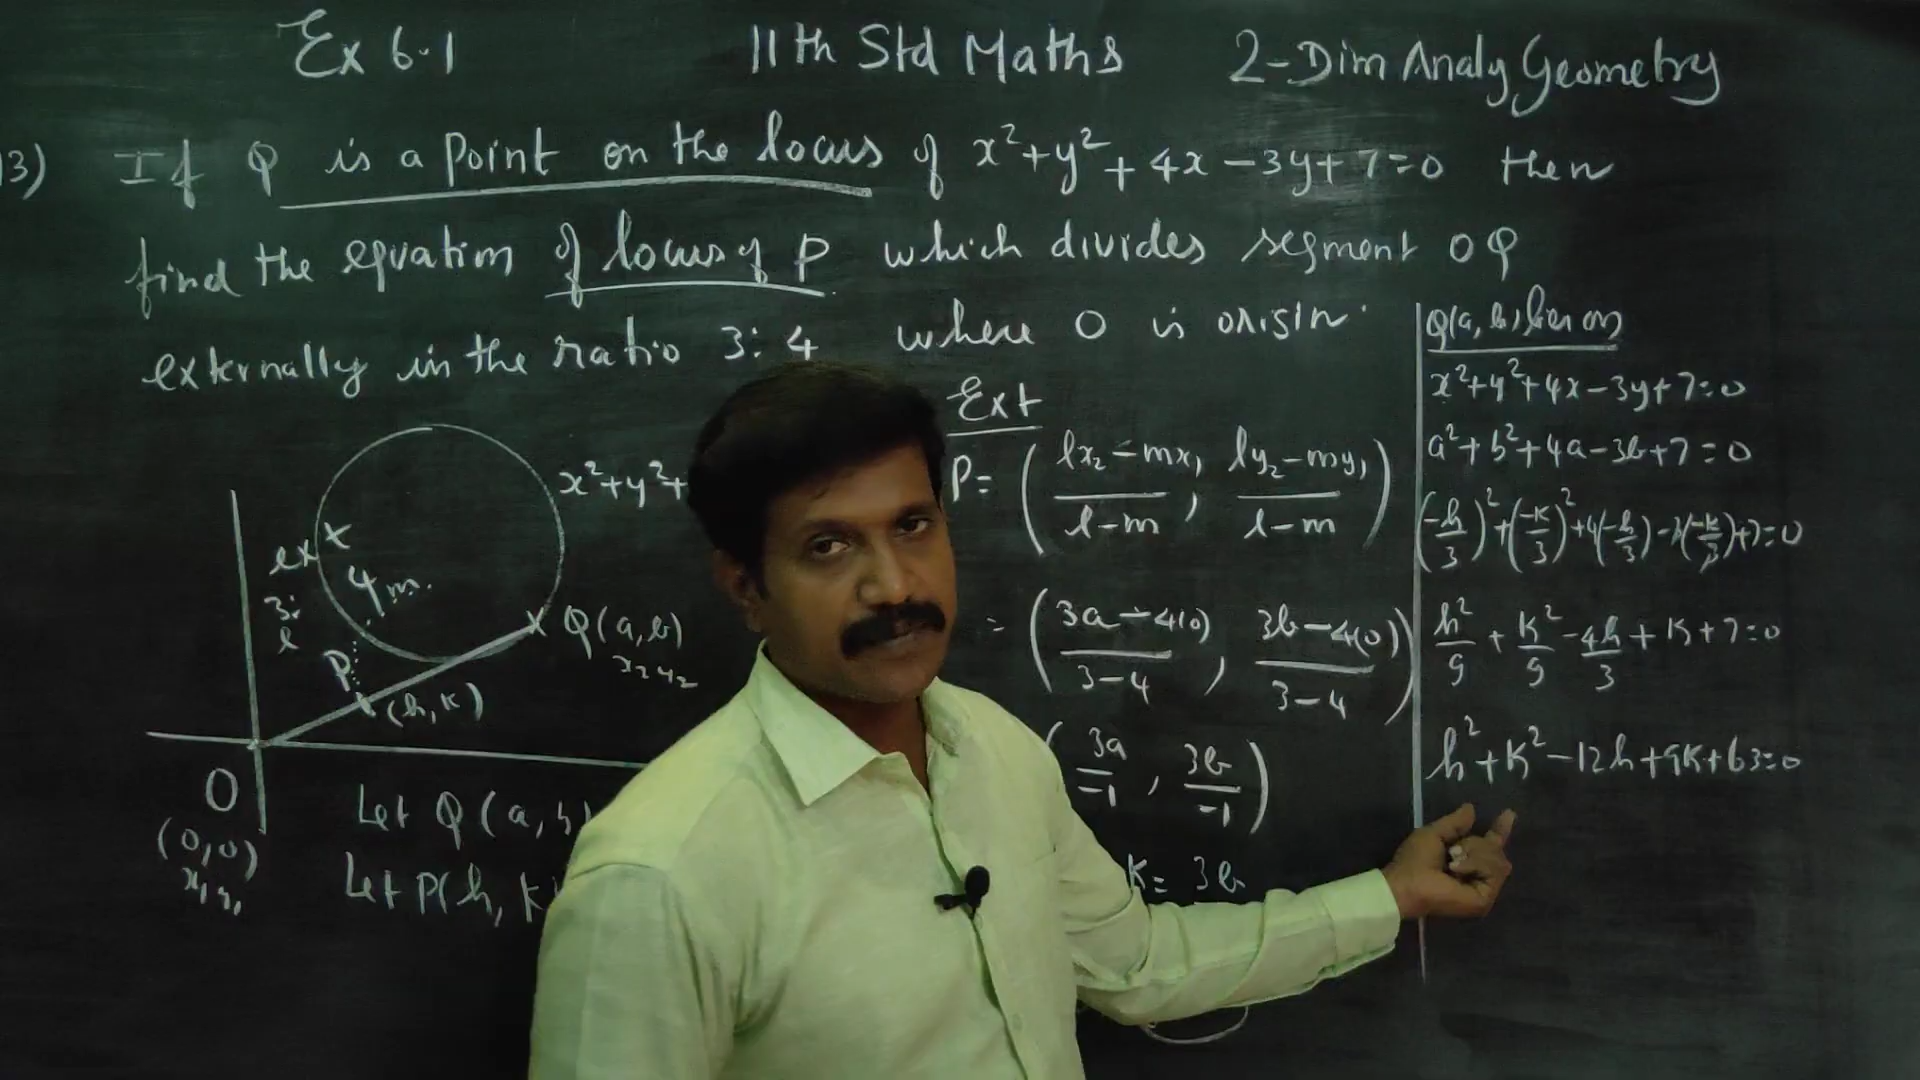 Ex 6.1 11th Std Maths 2-Dim Analy Geometry
13) If Q is a point on the locus of x²+y²+4x-3y+7=0 then
find the equation of locus of P which divides segment OQ
externally in the ratio 3:4 where O is origin.
x²+y²+
ex
3:
l
4 m.
P
(h,k)
Q(a,b)
x₂ y₂
O
(0,0)
x₁ y₁
Let Q(a,b)
Let P(h,k
Ext
P= (lx₂-mx₁/l-m, ly₂-my₁/l-m)
= (3a-4(0)/3-4, 3b-4(0)/3-4)
(3a/-1, 3b/-1)
K= 3b
Q(a,b) lies on
x²+y²+4x-3y+7=0
a²+b²+4a-3b+7=0
(-h/3)²+(-k/3)²+4(-h/3)-3(-k/3)+7=0
h²/9+k²/9-4h/3+k+7=0
h²+k²-12h+9k+63=0